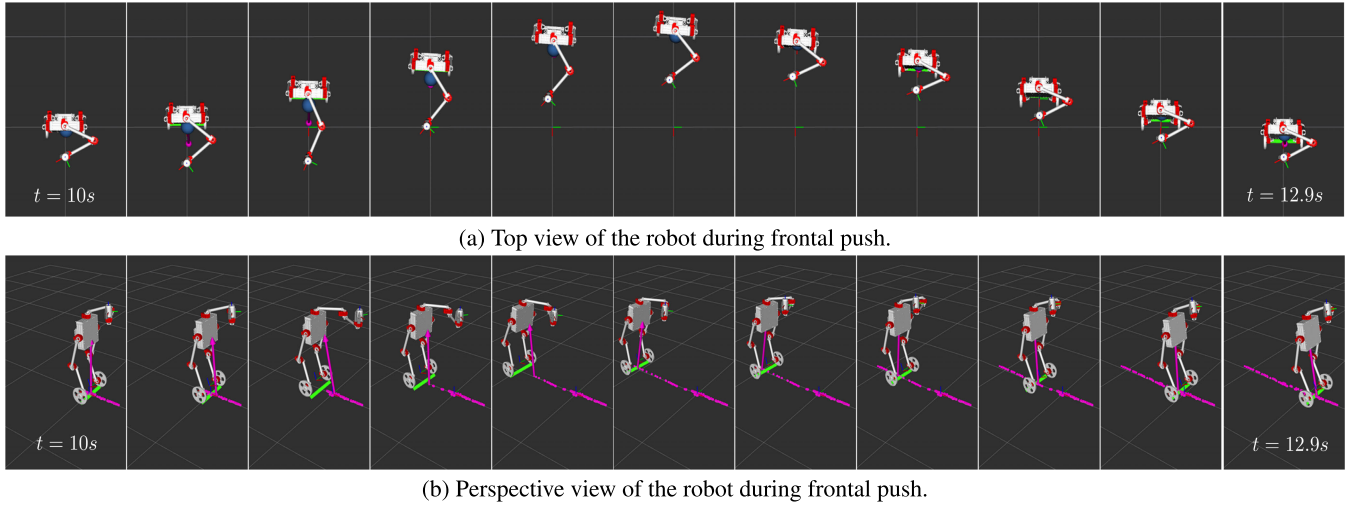 t = 10s
t = 12.9s
(a) Top view of the robot during frontal push.
t = 10s
t = 12.9s
(b) Perspective view of the robot during frontal push.